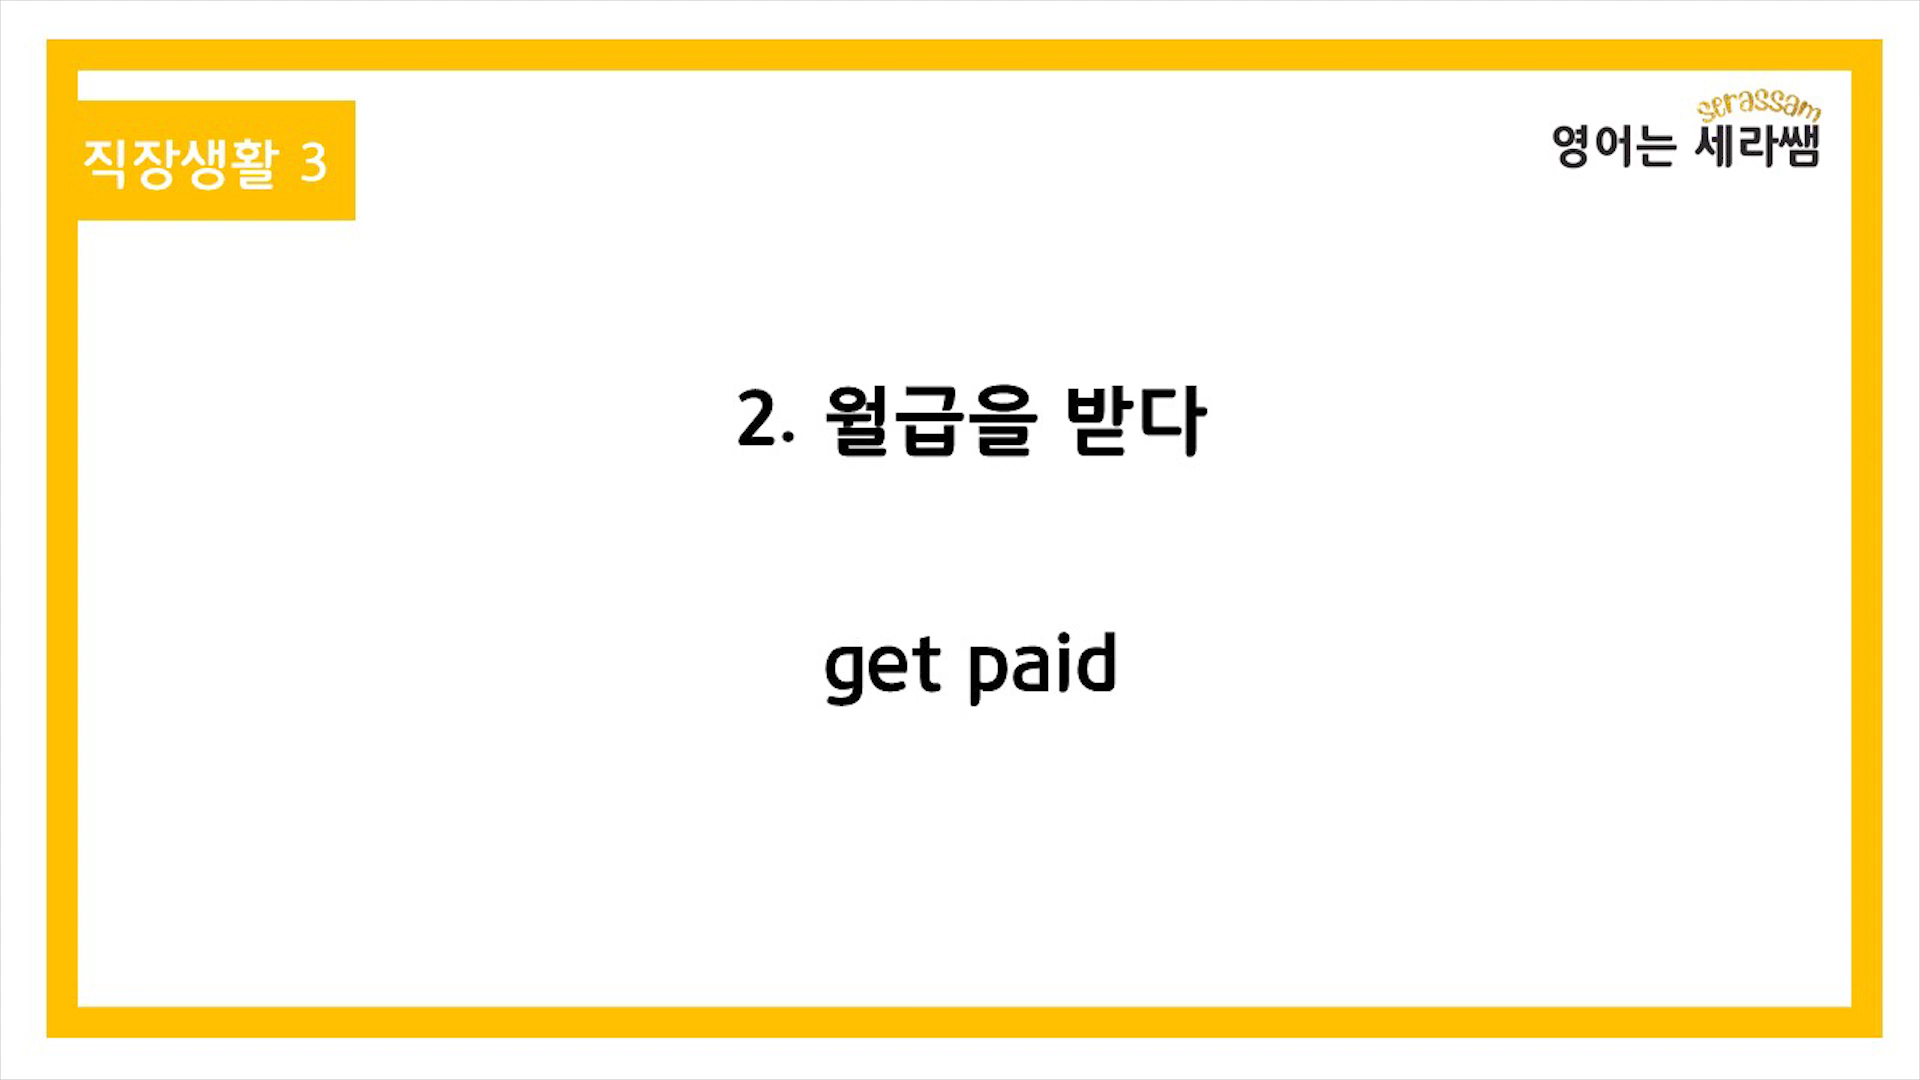 직장생활 3
serassam
영어는 세라쌤
2. 월급을 받다
get paid